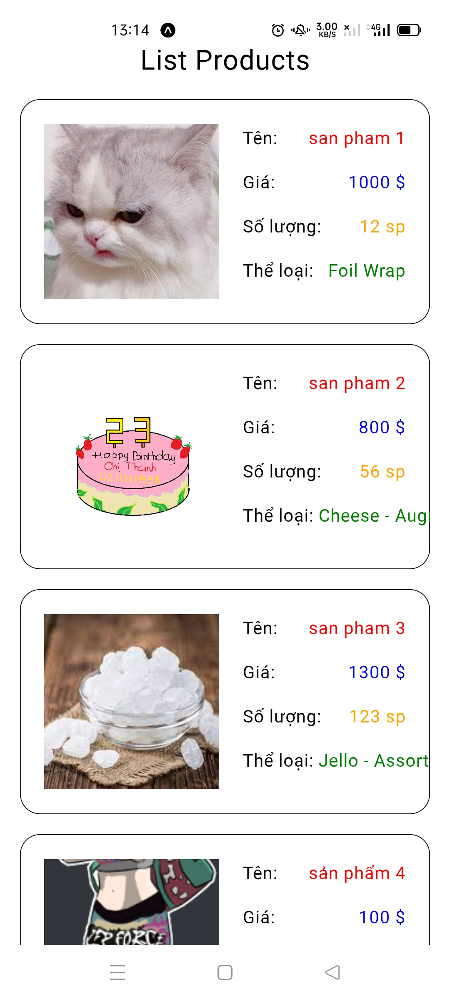 13:14
3.00
KB/S
4G
List Products
Tên: san pham 1
Giá: 1000 $
Số lượng: 12 sp
Thể loại: Foil Wrap
Tên: san pham 2
Giá: 800 $
Số lượng: 56 sp
Thể loại: Cheese - Augr
23
Happy Birthday
Chi Thanh
02/01/1998
Tên: san pham 3
Giá: 1300 $
Số lượng: 123 sp
Thể loại: Jello - Assort
Tên: sản phẩm 4
Giá: 100 $
FORCE